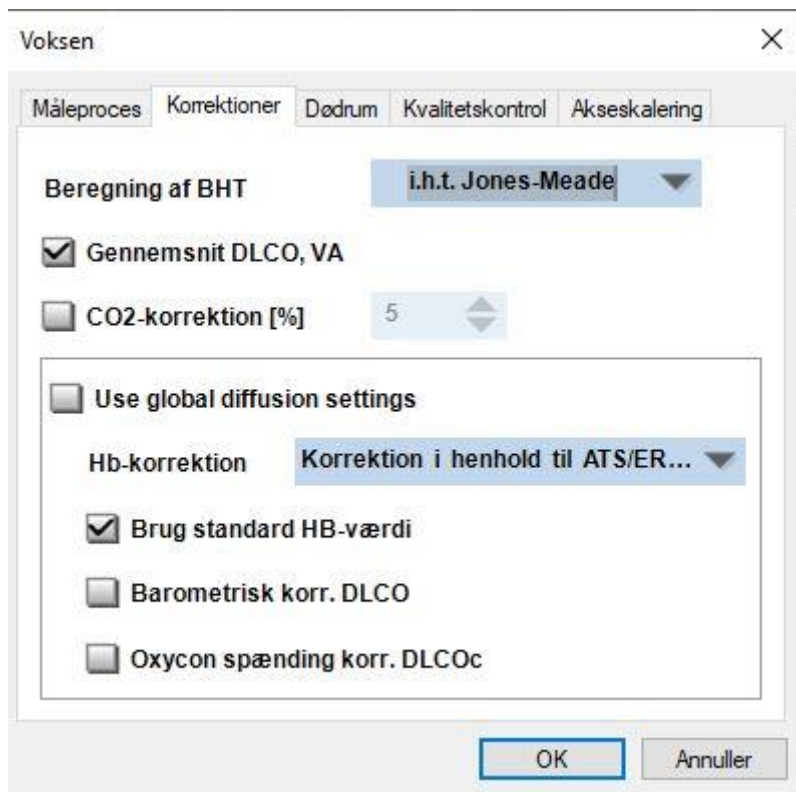 Voksen
Måleproces Korrektioner Dødrum Kvalitetskontrol Akseskalering
Beregning af BHT i.h.t. Jones-Meade
Gennemsnit DLCO, VA
CO2-korrektion [%] 5
Use global diffusion settings
Hb-korrektion Korrektion i henhold til ATS/ER...
Brug standard HB-værdi
Barometrisk korr. DLCO
Oxycon spænding korr. DLCOc
OK Annuller